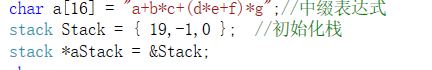 char a[16] = "a+b*c+(d*e+f)*g";//中缀表达式
stack Stack = { 19,-1,0 };  //初始化栈
stack *aStack = &Stack;